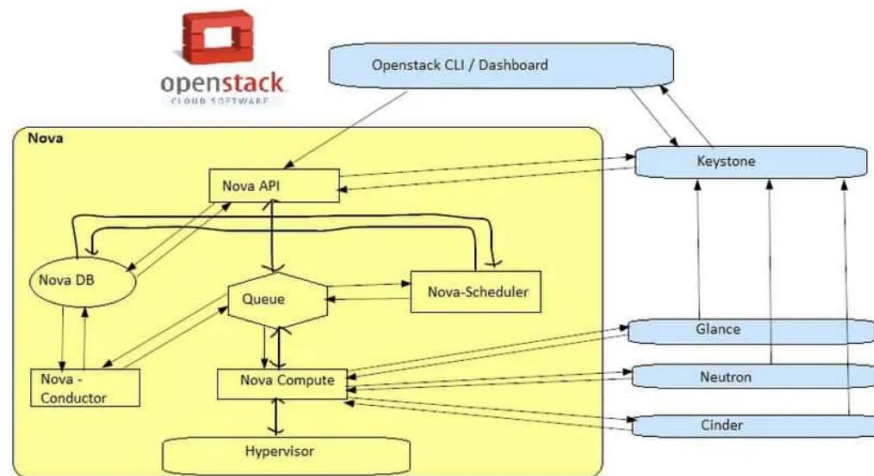 openstack
CLOUD SOFTWARE
Openstack CLI / Dashboard
Nova
Keystone
Nova API
Nova DB
Queue
Nova-Scheduler
Glance
Nova -
Conductor
Nova Compute
Neutron
Cinder
Hypervisor